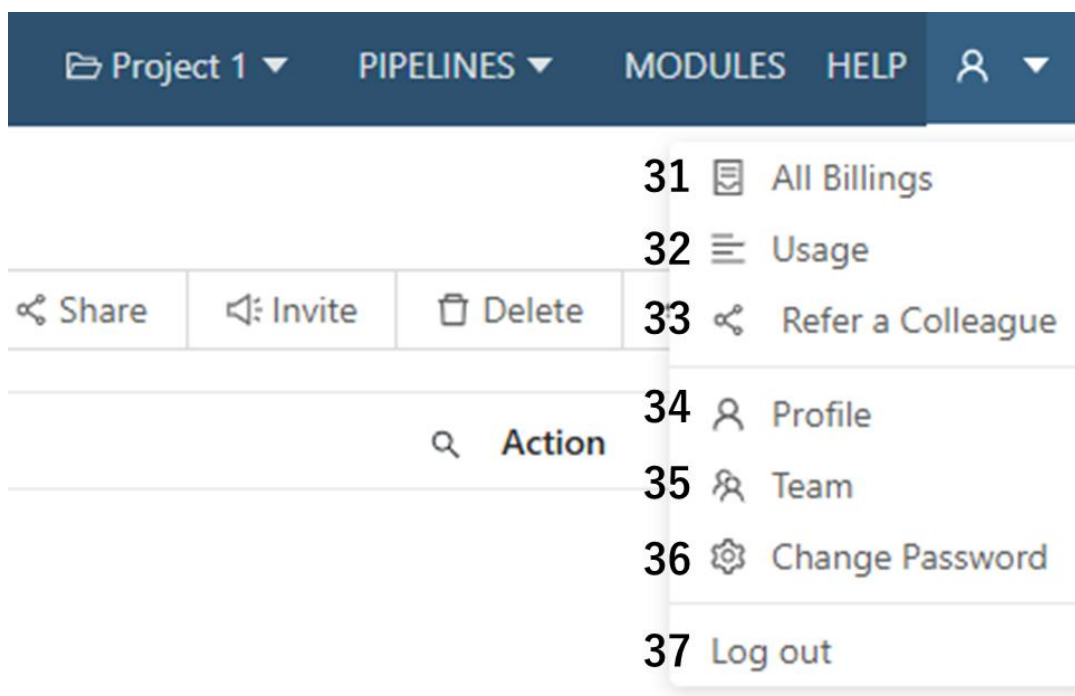 Project 1 PIPELINES MODULES HELP
31 All Billings
32 Usage
Share Invite Delete 33 Refer a Colleague
34 Profile
Action
35 Team
36 Change Password
37 Log out